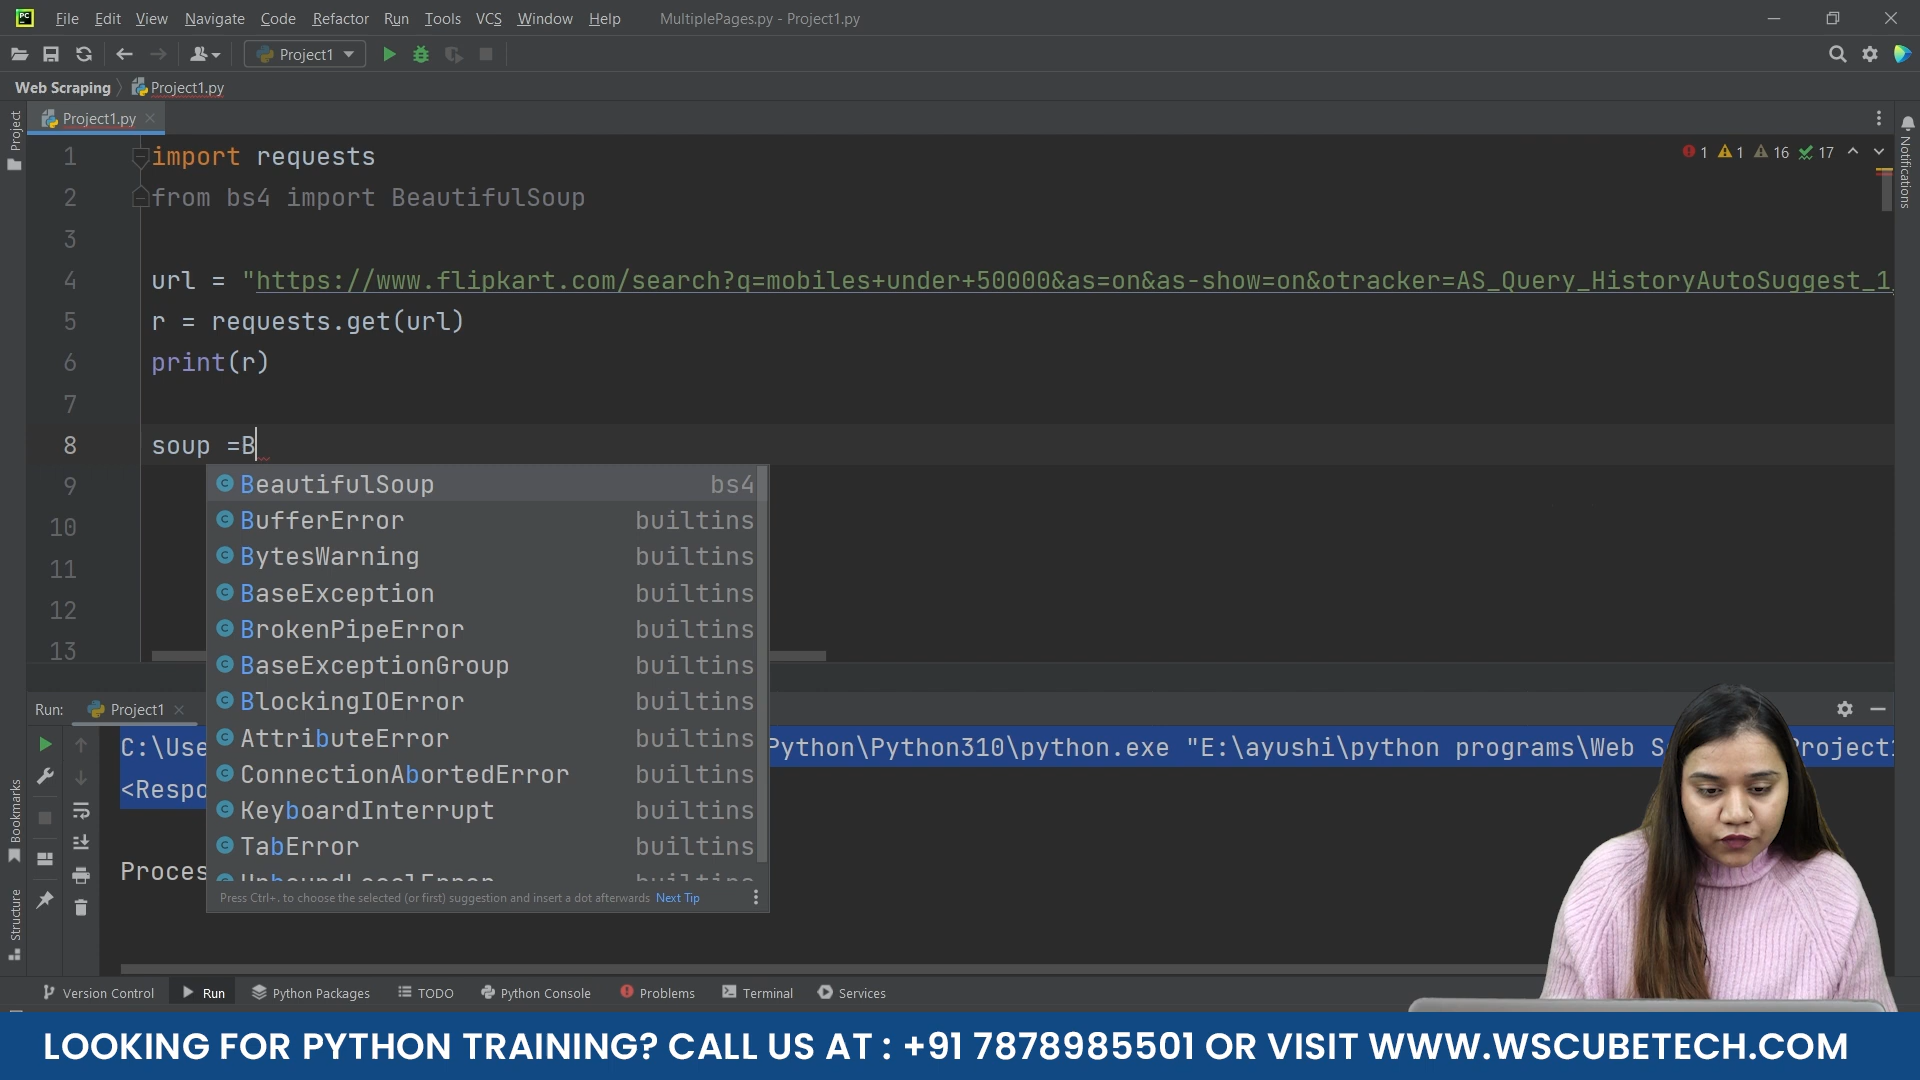 File Edit View Navigate Code Refactor Run Tools VCS Window Help MultiplePages.py - Project1.py
Project1
Web Scraping Project1.py
Project1.py
Project
Notifications
1 import requests
1 1 16 17
2 from bs4 import BeautifulSoup
3
4 url = "https://www.flipkart.com/search?q=mobiles+under+50000&as=on&as-show=on&otracker=AS_Query_HistoryAutoSuggest_1_
5 r = requests.get(url)
6 print(r)
7
8 soup =B
9
10
11
12
13
BeautifulSoup bs4
BufferError builtins
BytesWarning builtins
BaseException builtins
BrokenPipeError builtins
BaseExceptionGroup builtins
BlockingIOError builtins
AttributeError builtins
ConnectionAbortedError builtins
KeyboardInterrupt builtins
TabError builtins
Press Ctrl+. to choose the selected (or first) suggestion and insert a dot afterwards Next Tip
Run: Project1
C:\Use Python\Python310\python.exe "E:\ayushi\python programs\Web S Project1
<Respo
Proces
Bookmarks
Structure
Version Control Run Python Packages TODO Python Console Problems Terminal Services
LOOKING FOR PYTHON TRAINING? CALL US AT : +91 7878985501 OR VISIT WWW.WSCUBETECH.COM